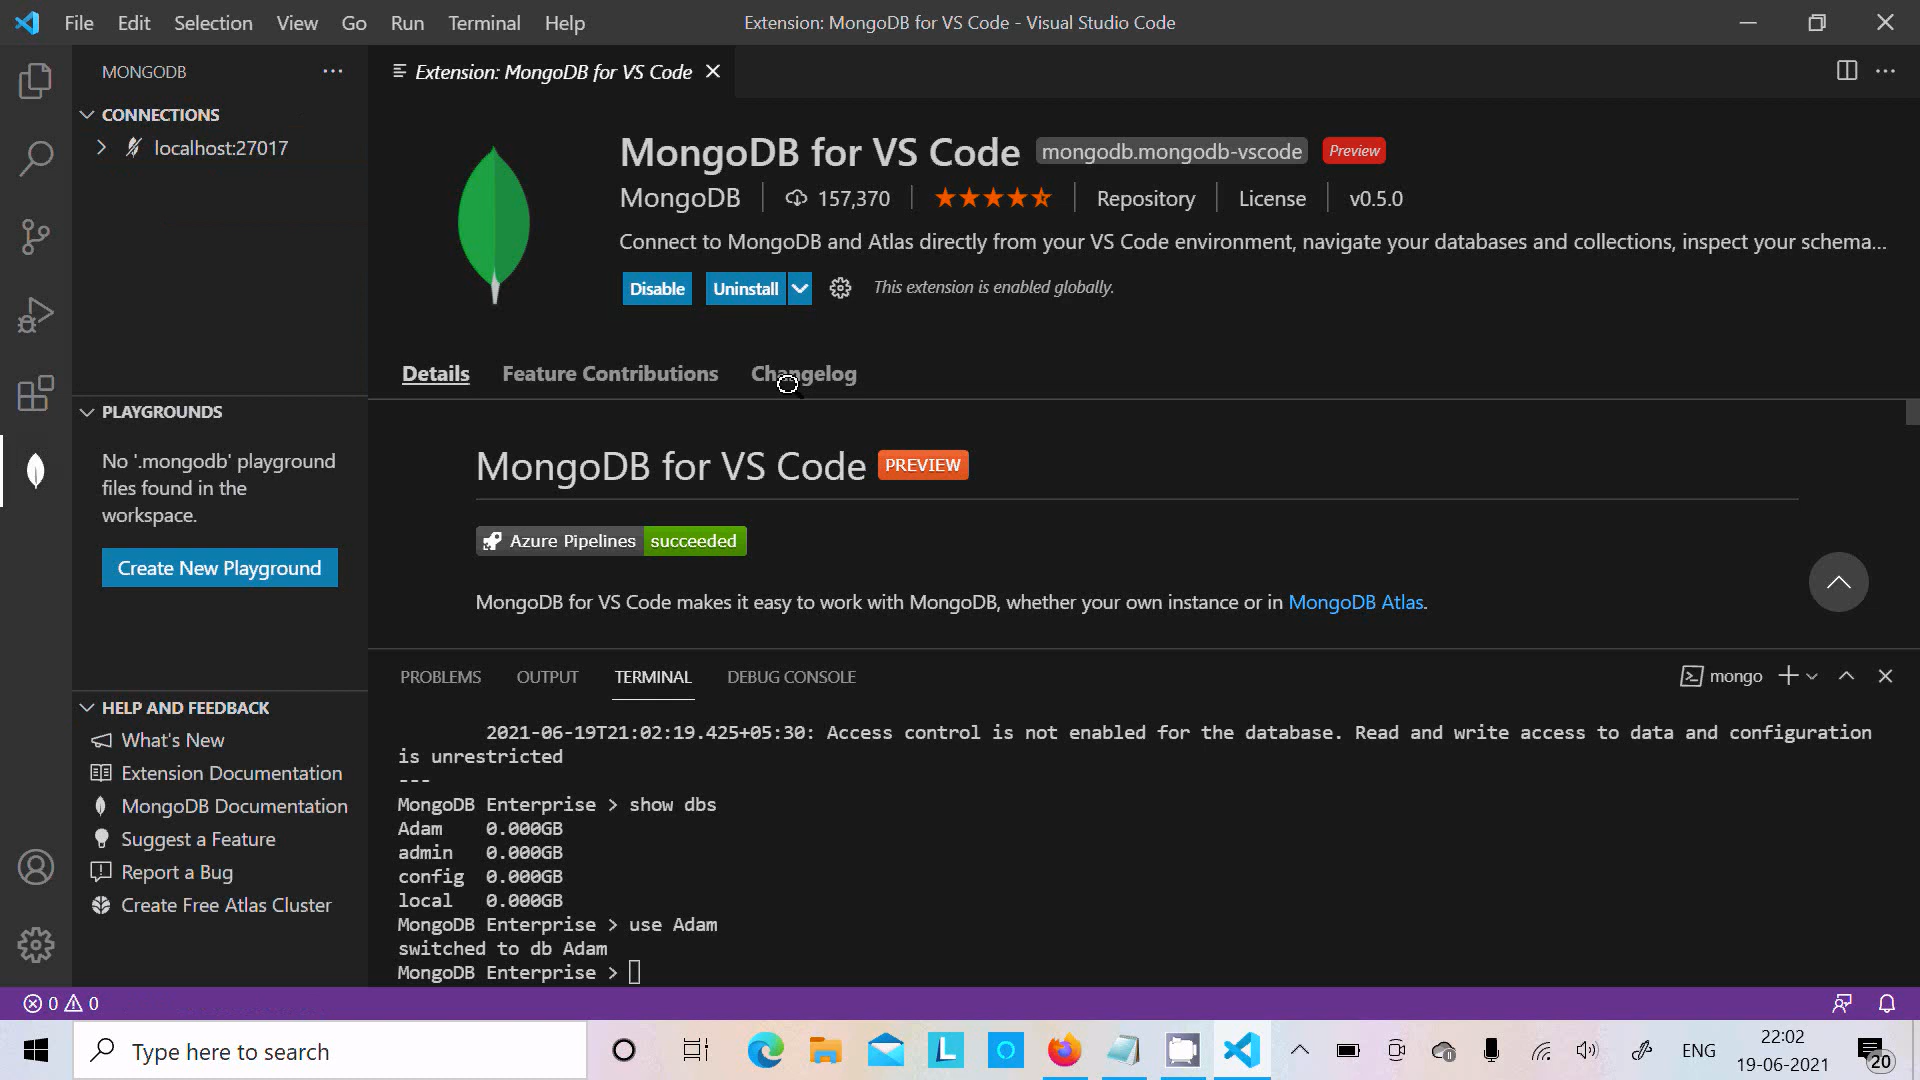 File Edit Selection View Go Run Terminal Help
Extension: MongoDB for VS Code - Visual Studio Code
MONGODB
CONNECTIONS
localhost:27017
PLAYGROUNDS
No '.mongodb' playground
files found in the
workspace.
Create New Playground
HELP AND FEEDBACK
What's New
Extension Documentation
MongoDB Documentation
Suggest a Feature
Report a Bug
Create Free Atlas Cluster
Extension: MongoDB for VS Code
MongoDB for VS Code mongodb.mongodb-vscode Preview
MongoDB 157,370 Repository License v0.5.0
Connect to MongoDB and Atlas directly from your VS Code environment, navigate your databases and collections, inspect your schema...
Disable Uninstall This extension is enabled globally.
Details Feature Contributions Changelog
MongoDB for VS Code PREVIEW
Azure Pipelines succeeded
MongoDB for VS Code makes it easy to work with MongoDB, whether your own instance or in MongoDB Atlas.
PROBLEMS OUTPUT TERMINAL DEBUG CONSOLE
mongo
2021-06-19T21:02:19.425+05:30: Access control is not enabled for the database. Read and write access to data and configuration
is unrestricted
---
MongoDB Enterprise > show dbs
Adam 0.000GB
admin 0.000GB
config 0.000GB
local 0.000GB
MongoDB Enterprise > use Adam
switched to db Adam
MongoDB Enterprise >
0 0
Type here to search
L
O
ENG
22:02
19-06-2021
20